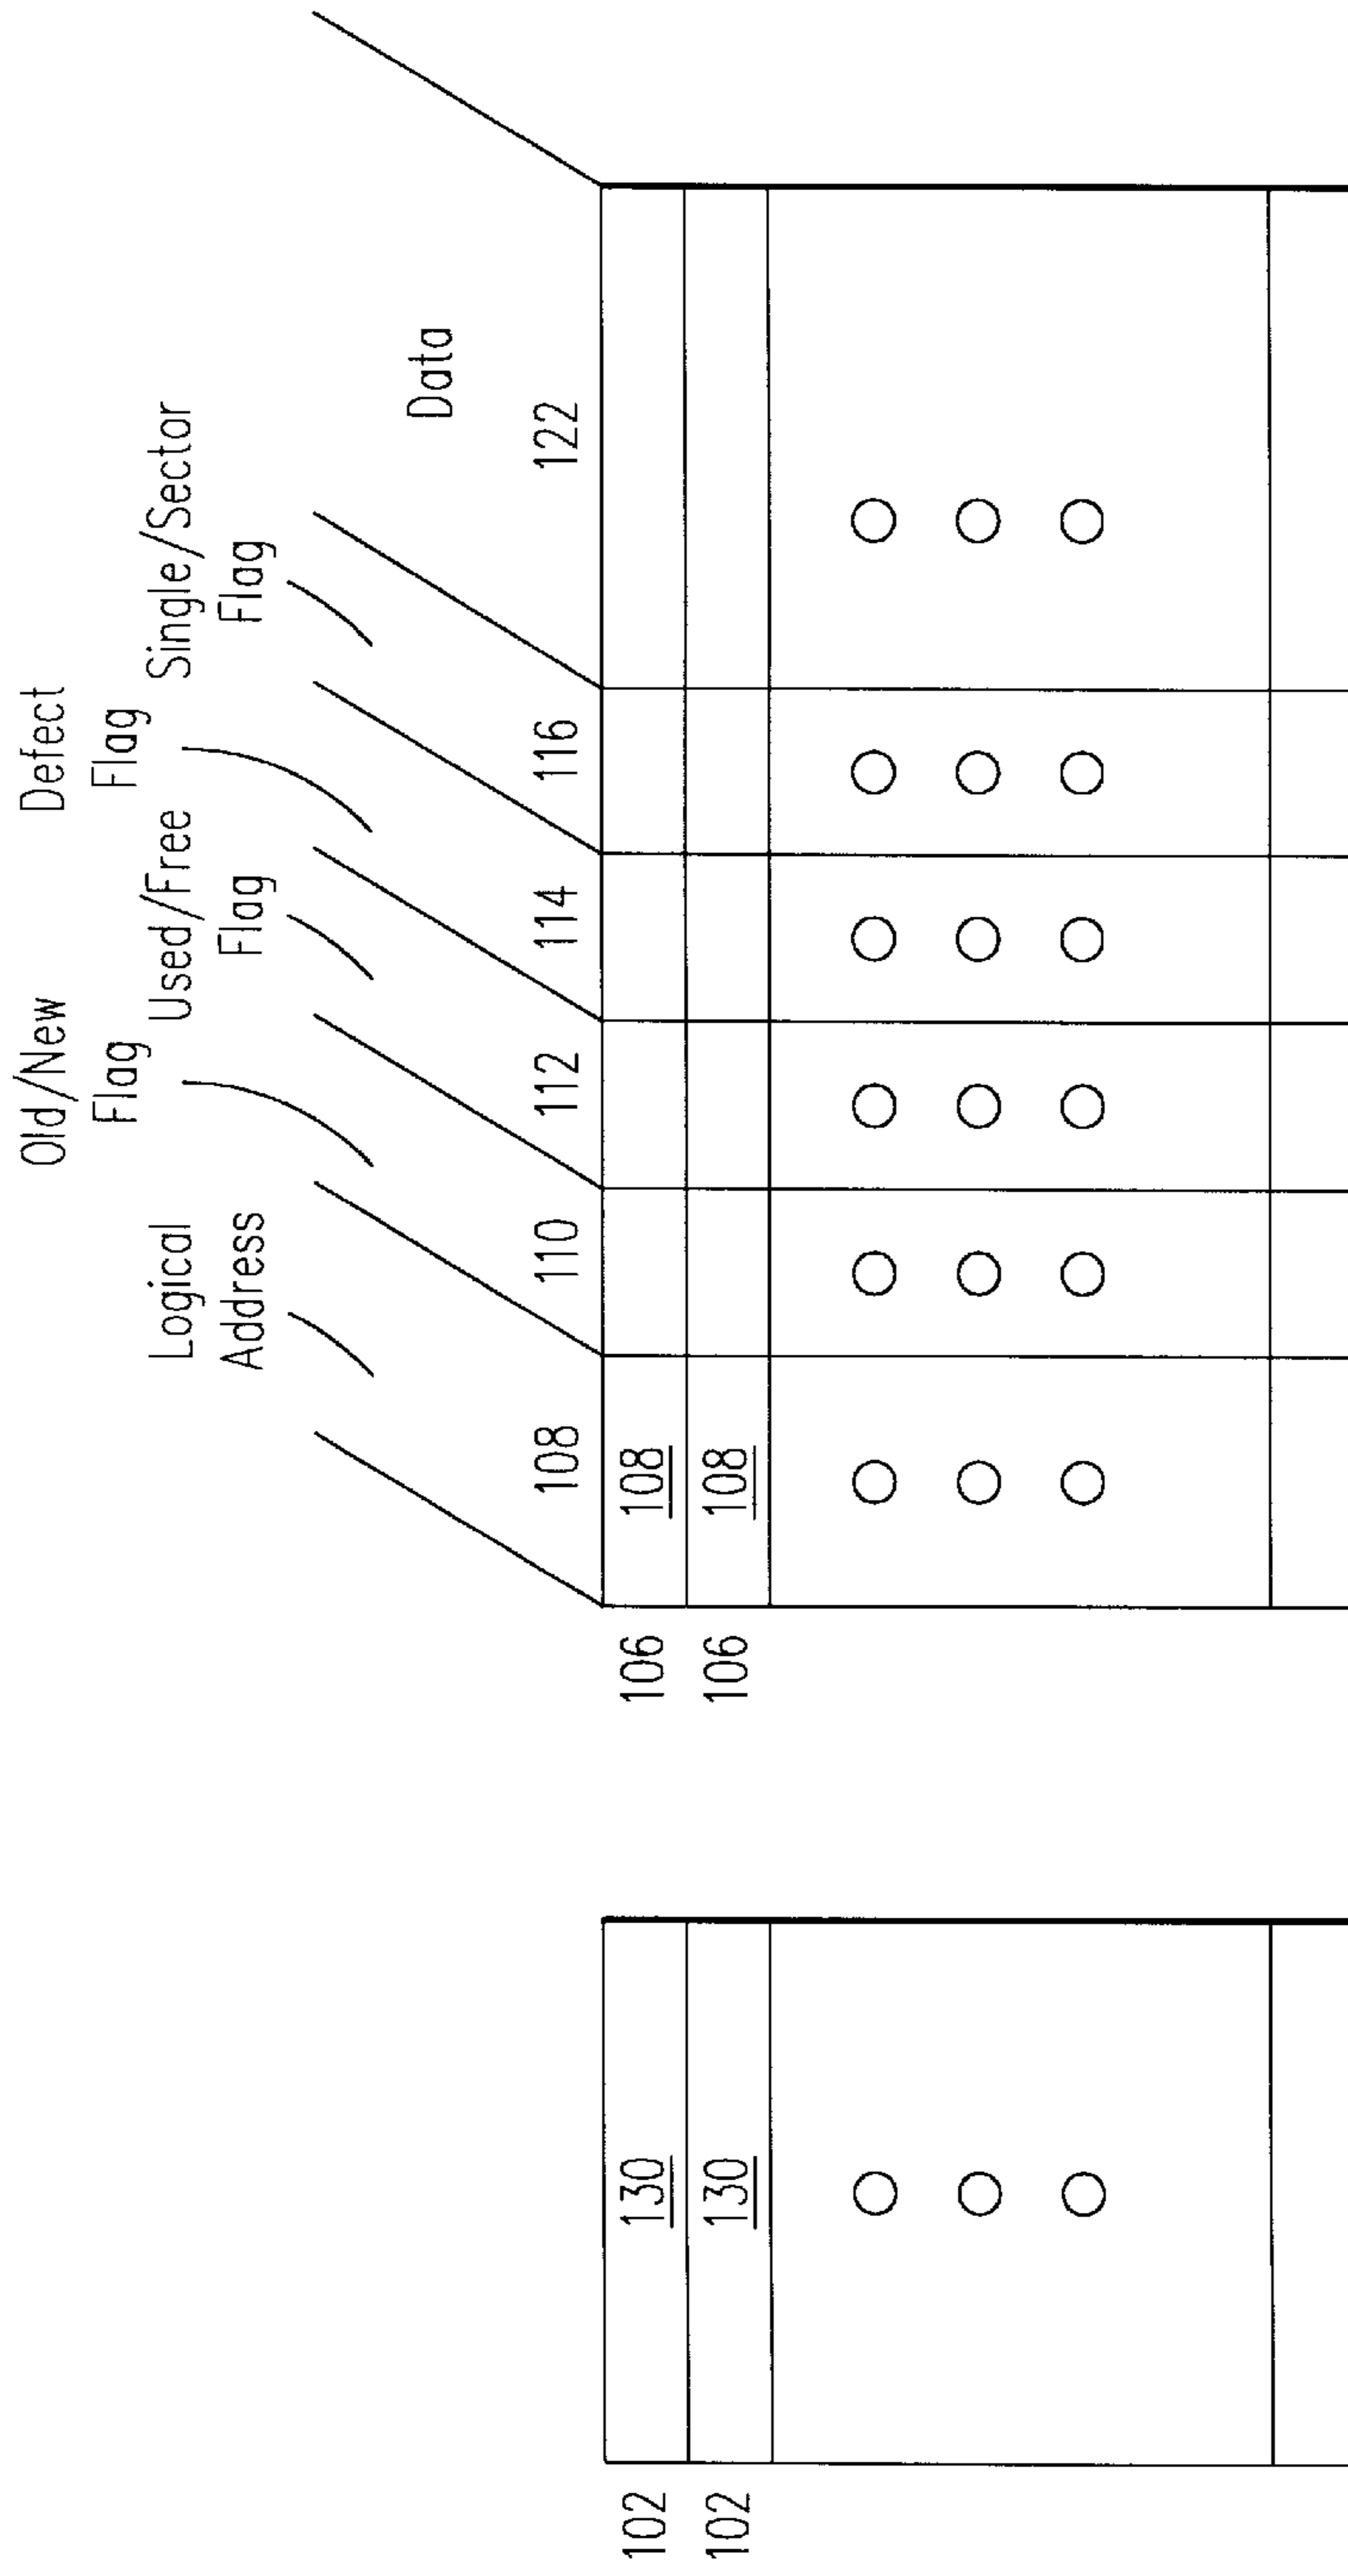 Old/New
Flag
Defect
Flag
Logical
Address
Used/Free
Flag
Single/Sector
Flag
Data
108
110
112
114
116
122
102
130
106
108
102
130
106
108